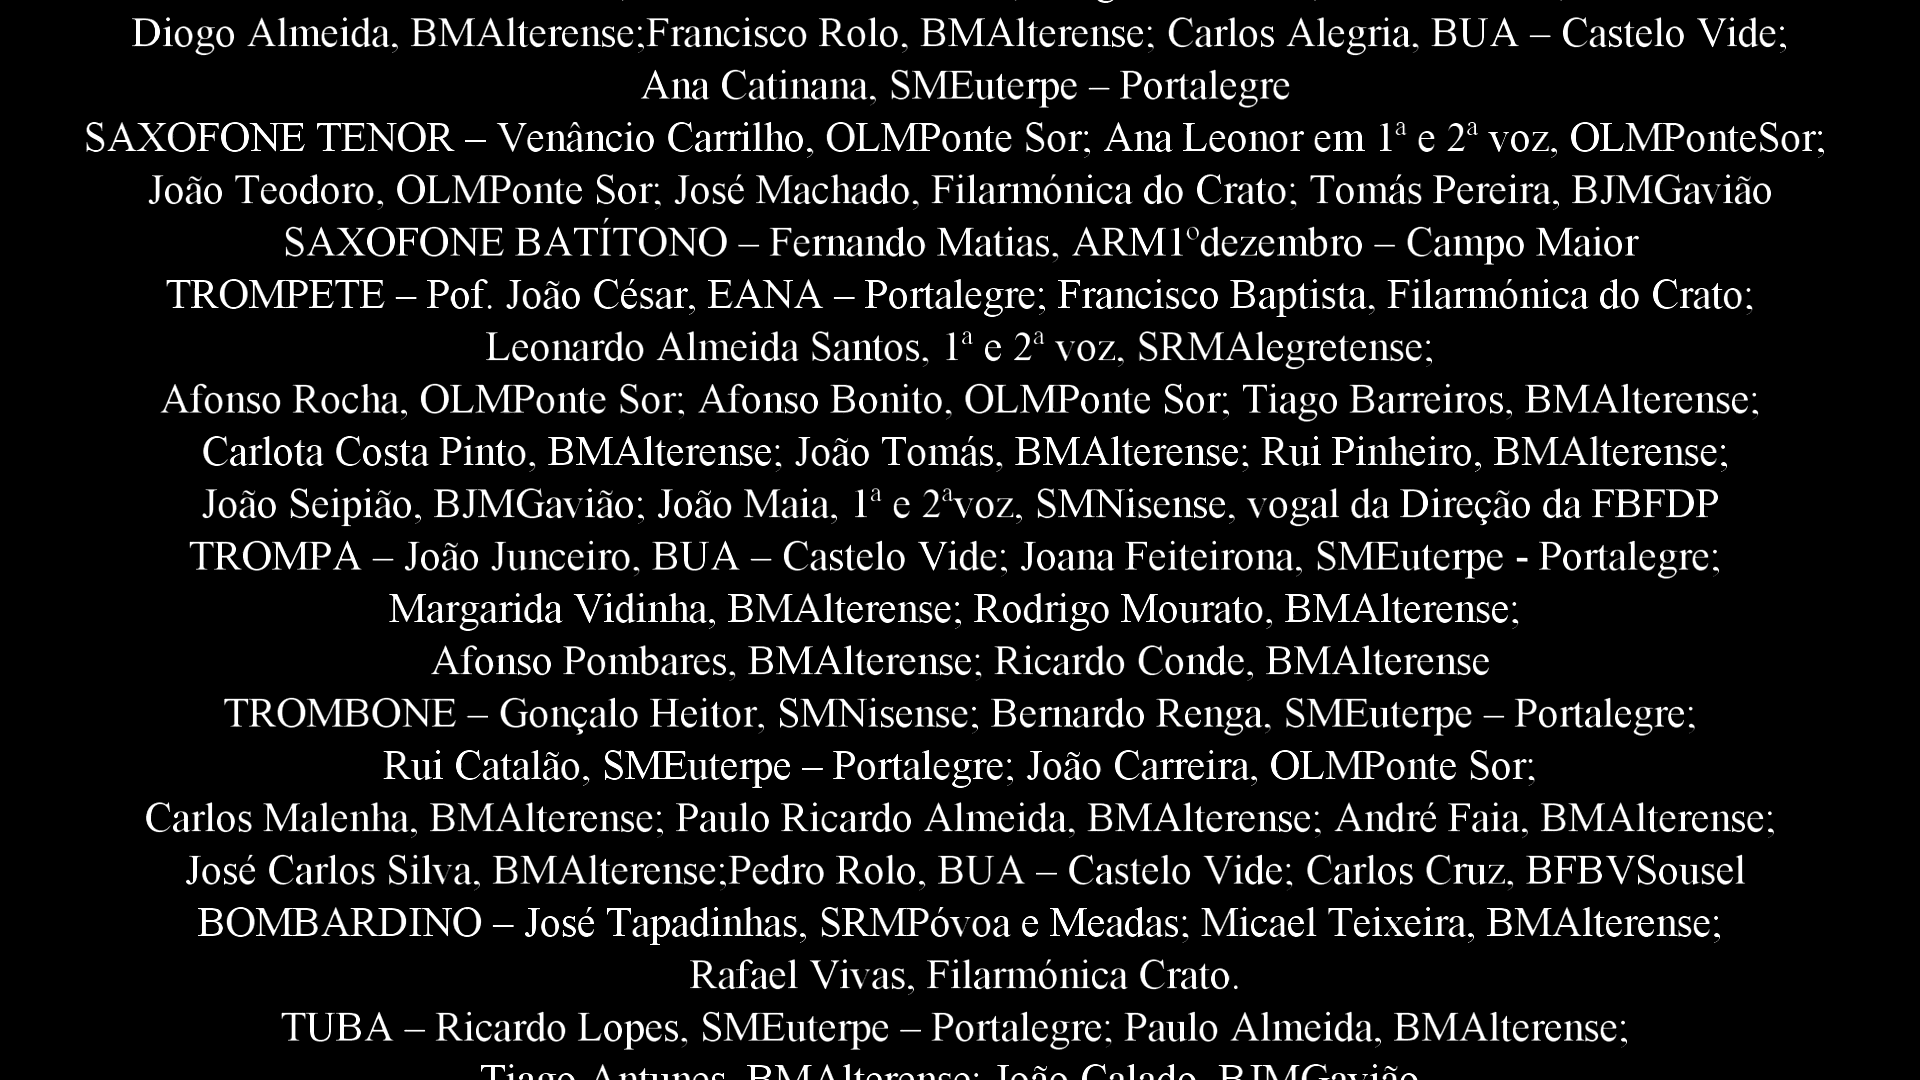 Diogo Almeida, BMAlterense;Francisco Rolo, BMAlterense; Carlos Alegria, BUA – Castelo Vide;
Ana Catinana, SMEuterpe – Portalegre
SAXOFONE TENOR – Venâncio Carrilho, OLMPonte Sor; Ana Leonor em 1ª e 2ª voz, OLMPonteSor;
João Teodoro, OLMPonte Sor; José Machado, Filarmónica do Crato; Tomás Pereira, BJMGavião
SAXOFONE BATÍTONO – Fernando Matias, ARM1ºdezembro – Campo Maior
TROMPETE – Pof. João César, EANA – Portalegre; Francisco Baptista, Filarmónica do Crato;
Leonardo Almeida Santos, 1ª e 2ª voz, SRMAlegretense;
Afonso Rocha, OLMPonte Sor; Afonso Bonito, OLMPonte Sor; Tiago Barreiros, BMAlterense;
Carlota Costa Pinto, BMAlterense; João Tomás, BMAlterense; Rui Pinheiro, BMAlterense;
João Seipião, BJMGavião; João Maia, 1ª e 2ªvoz, SMNisense, vogal da Direção da FBFDP
TROMPA – João Junceiro, BUA – Castelo Vide; Joana Feiteirona, SMEuterpe - Portalegre;
Margarida Vidinha, BMAlterense; Rodrigo Mourato, BMAlterense;
Afonso Pombares, BMAlterense; Ricardo Conde, BMAlterense
TROMBONE – Gonçalo Heitor, SMNisense; Bernardo Renga, SMEuterpe – Portalegre;
Rui Catalão, SMEuterpe – Portalegre; João Carreira, OLMPonte Sor;
Carlos Malenha, BMAlterense; Paulo Ricardo Almeida, BMAlterense; André Faia, BMAlterense;
José Carlos Silva, BMAlterense;Pedro Rolo, BUA – Castelo Vide; Carlos Cruz, BFBVSousel
BOMBARDINO – José Tapadinhas, SRMPóvoa e Meadas; Micael Teixeira, BMAlterense;
Rafael Vivas, Filarmónica Crato.
TUBA – Ricardo Lopes, SMEuterpe – Portalegre; Paulo Almeida, BMAlterense;
Tiago Antunes, BMAlterense; João Calado, BJMGavião